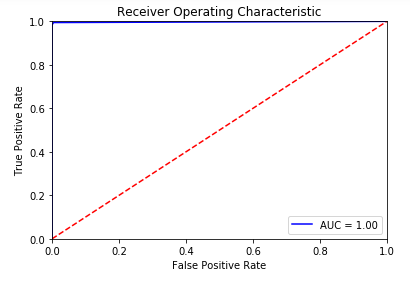 Receiver Operating Characteristic
1.0
0.8
0.6
0.4
0.2
0.0
True Positive Rate
AUC = 1.00
0.0 0.2 0.4 0.6 0.8 1.0
False Positive Rate